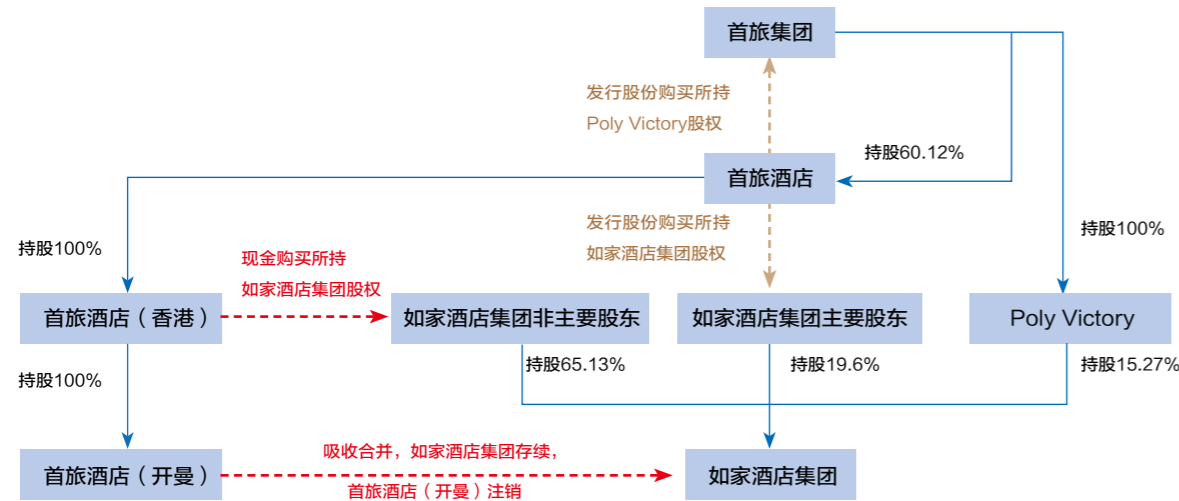 首旅集团
发行股份购买所持
Poly Victory股权
持股60.12%
首旅酒店
发行股份购买所持
如家酒店集团股权
持股100%
持股100%
现金购买所持
如家酒店集团股权
首旅酒店（香港）
如家酒店集团非主要股东
如家酒店集团主要股东
Poly Victory
持股100%
持股65.13%
持股19.6%
持股15.27%
吸收合并，如家酒店集团存续，
首旅酒店（开曼）注销
首旅酒店（开曼）
如家酒店集团